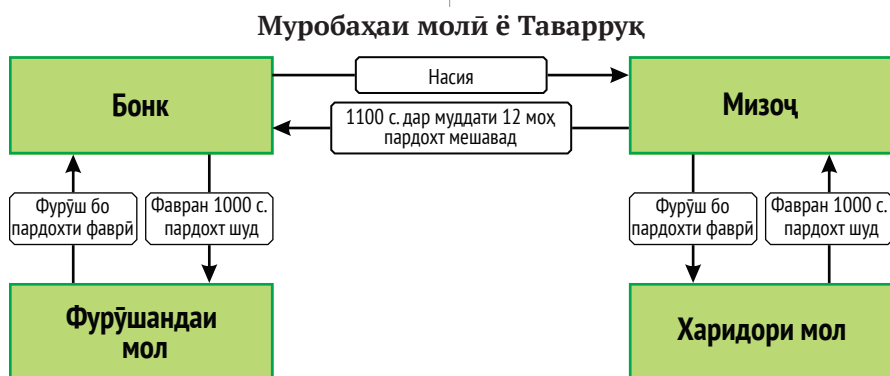 Муробаҳаи молӣ ё Таварруқ
Бонк
Насия
Мизоҷ
1100 с. дар муддати 12 моҳ
пардохт мешавад
Фурӯш бо
пардохти фаврӣ
Фавран 1000 с.
пардохт шуд
Фурӯш бо
пардохти фаврӣ
Фавран 1000 с.
пардохт шуд
Фурӯшандаи
мол
Харидори мол